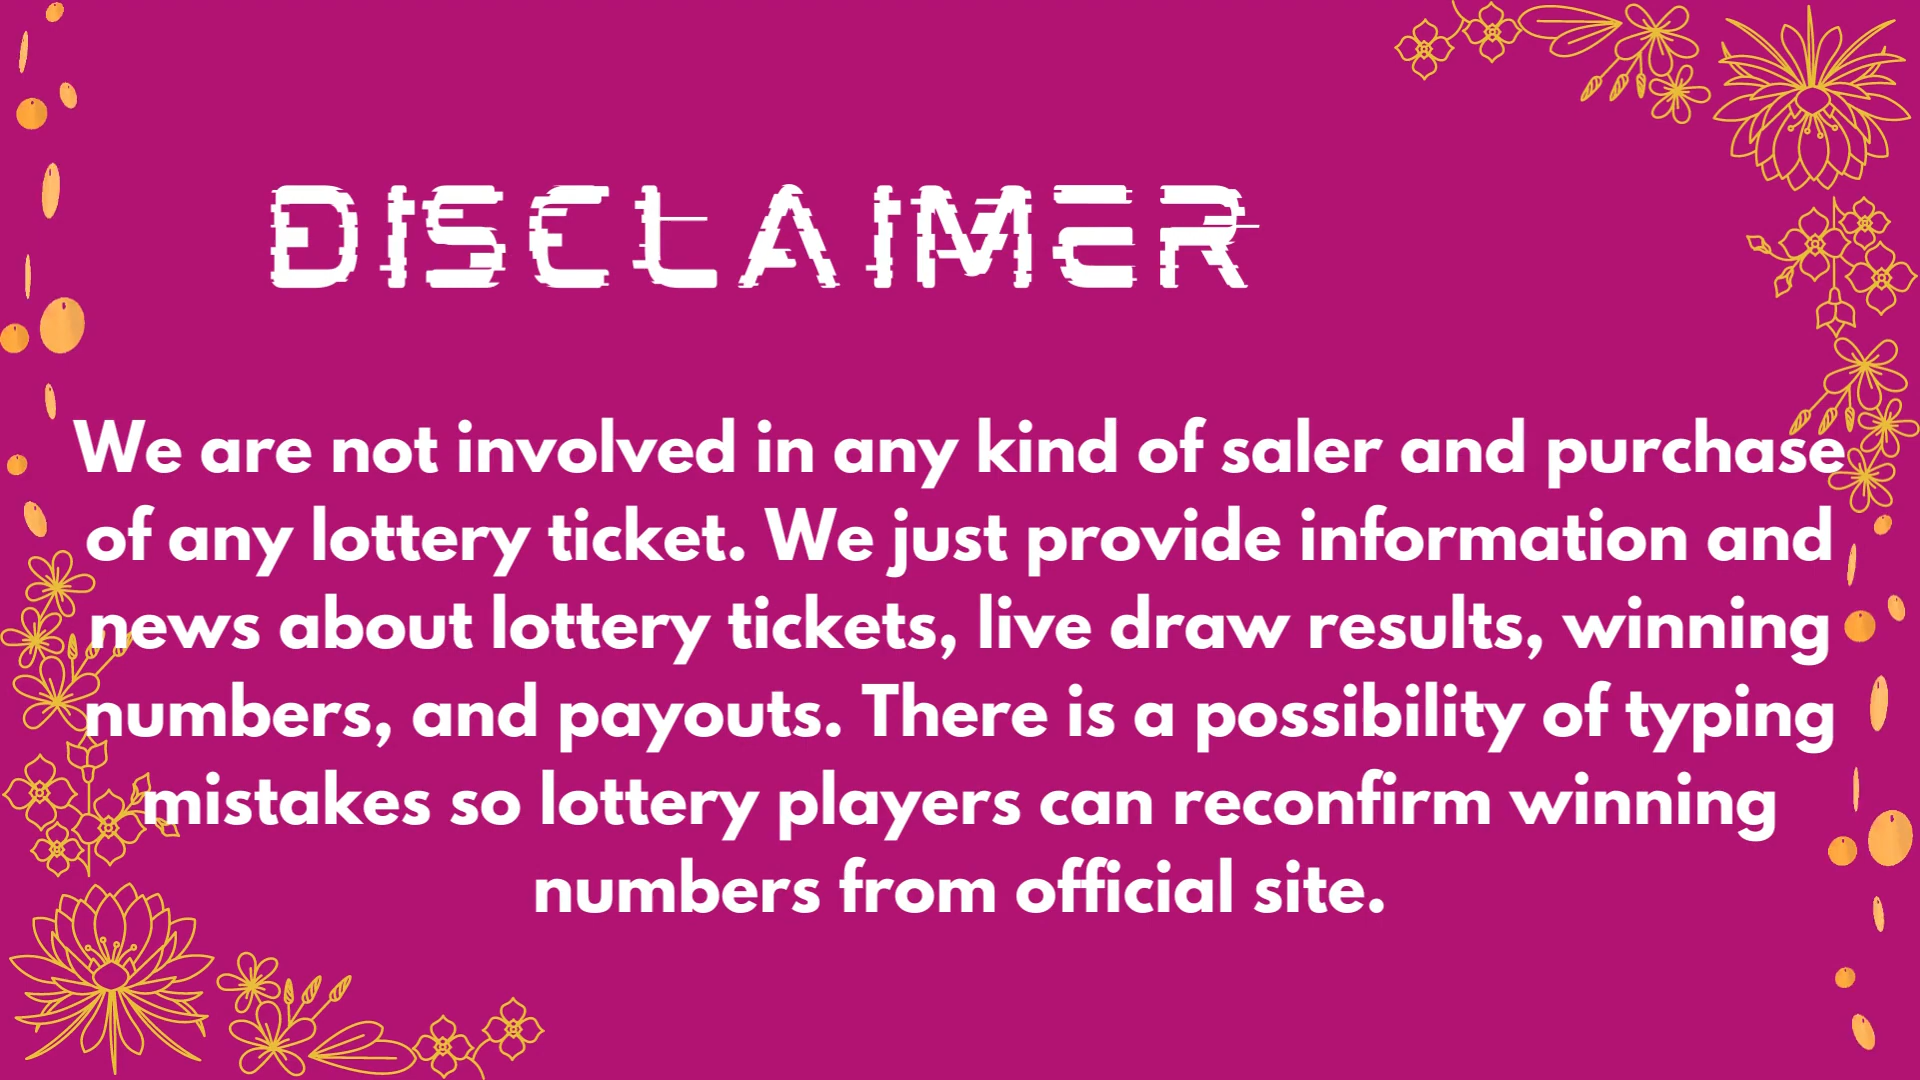 DISCLAIMER
We are not involved in any kind of saler and purchase
of any lottery ticket. We just provide information and
news about lottery tickets, live draw results, winning
numbers, and payouts. There is a possibility of typing
mistakes so lottery players can reconfirm winning
numbers from official site.